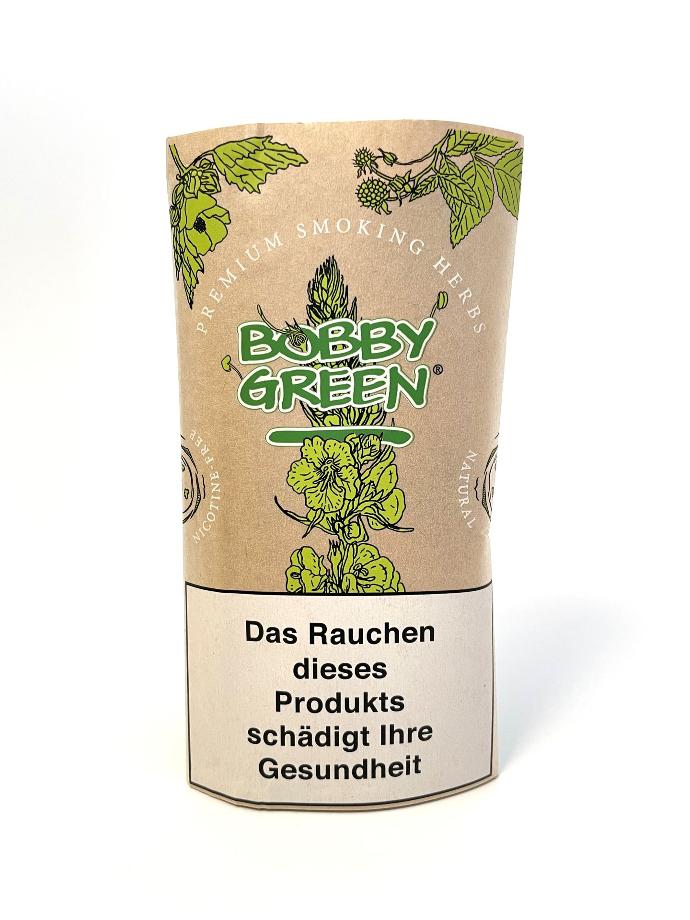 PREMIUM SMOKING HERBS
BOBBY
GREEN®
NICOTINE-FREE
NATURAL
Das Rauchen
dieses
Produkts
schädigt Ihre
Gesundheit